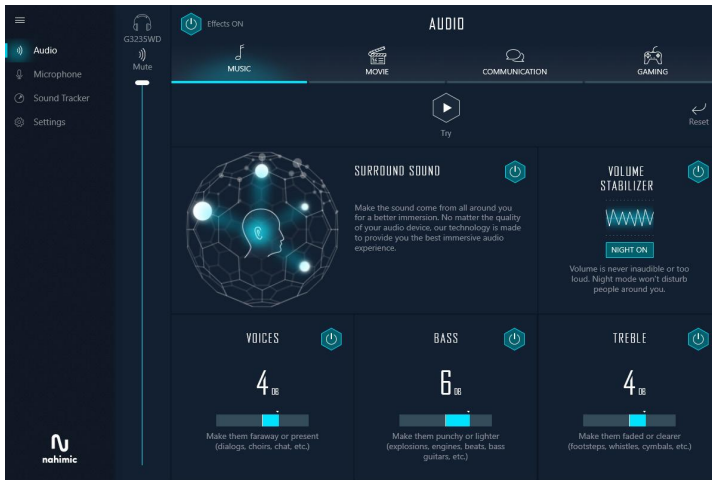 G3235WD
Mute
Audio
Microphone
Sound Tracker
Settings
nahimic
Effects ON
AUDIO
MUSIC
MOVIE
COMMUNICATION
GAMING
Try
Reset
SURROUND SOUND
Make the sound come from all around you
for a better immersion. No matter the quality
of your audio device, our technology is made
to provide you the best immersive audio
experience.
VOLUME
STABILIZER
NIGHT ON
Volume is never inaudible or too
loud. Night mode won't disturb
people around you.
VOICES
4 DB
Make them faraway or present
(dialogs, choirs, chat, etc.)
BASS
6 DB
Make them punchy or lighter
(explosions, engines, beats, bass
guitars, etc.)
TREBLE
4 DB
Make them faded or clearer
(footsteps, whistles, cymbals, etc.)